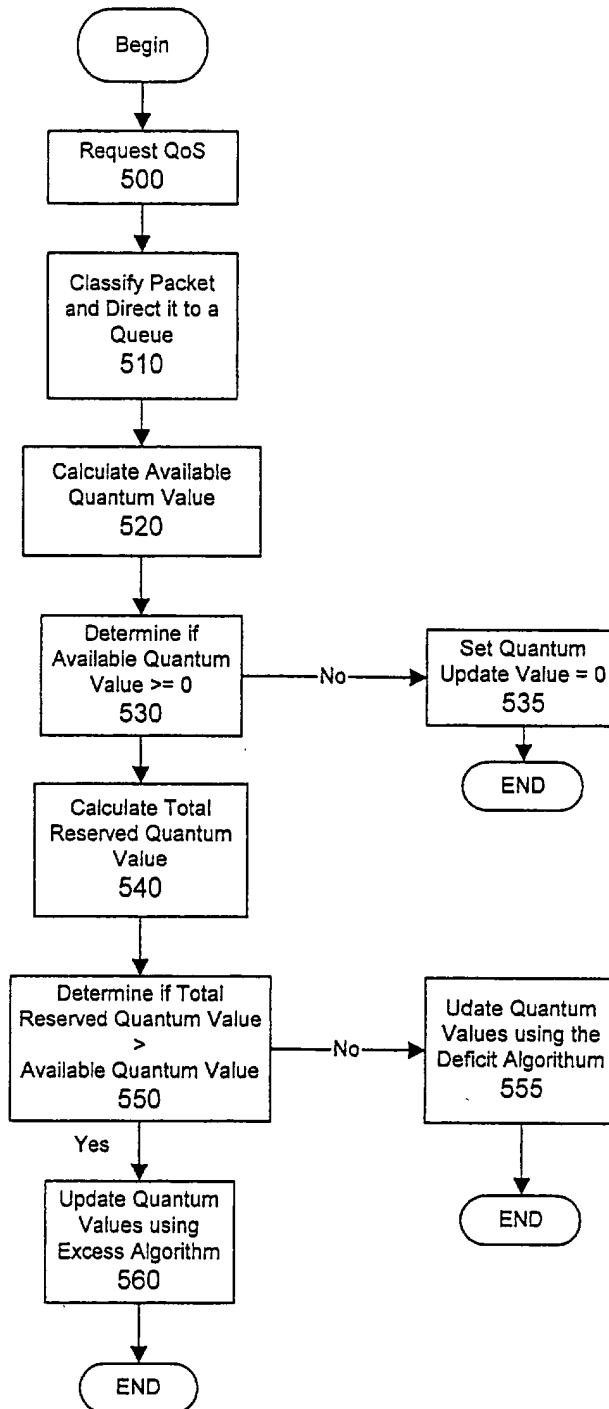 Begin
Request QoS
500
Classify Packet
and Direct it to a
Queue
510
Calculate Available
Quantum Value
520
Determine if
Available Quantum
Value >= 0
530
No
Set Quantum
Update Value = 0
535
END
Calculate Total
Reserved Quantum
Value
540
Determine if Total
Reserved Quantum Value
>
Available Quantum Value
550
No
Udate Quantum
Values using the
Deficit Algorithum
555
END
Yes
Update Quantum
Values using
Excess Algorithm
560
END